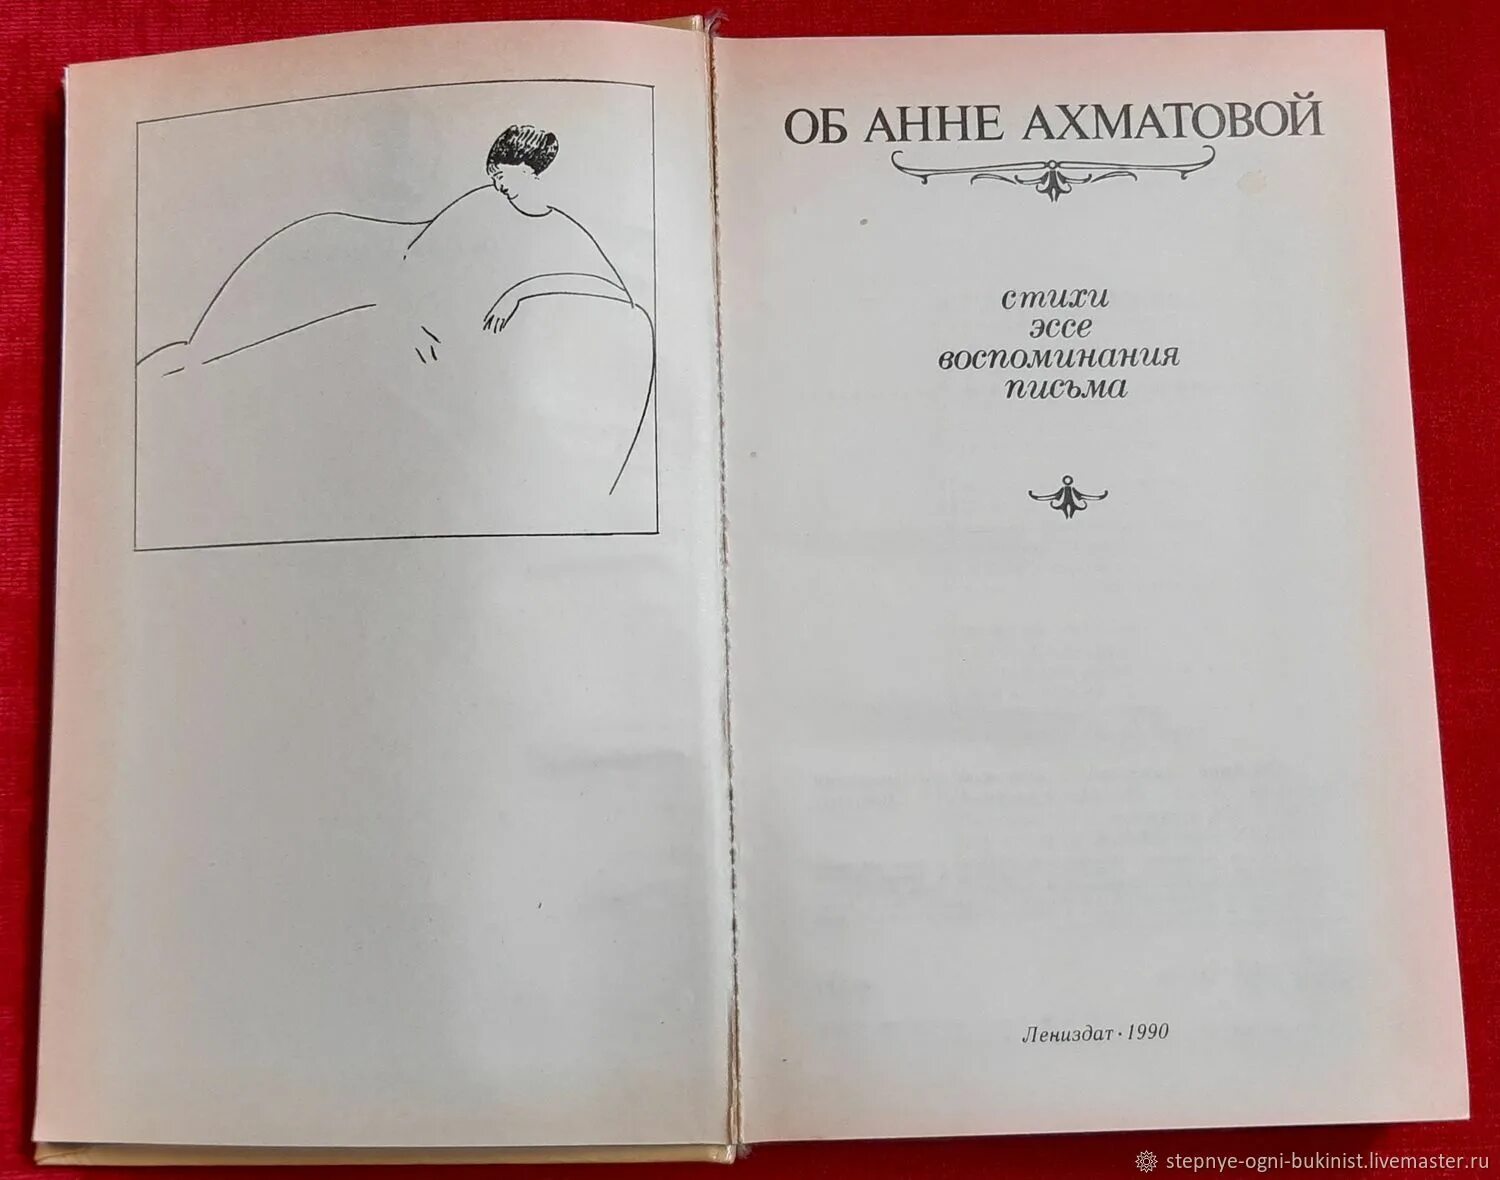 ОБ АННЕ АХМАТОВОЙ
стихи
эссе
воспоминания
письма
Лениздат · 1990
stepnye-ogni-bukinist.livemaster.ru